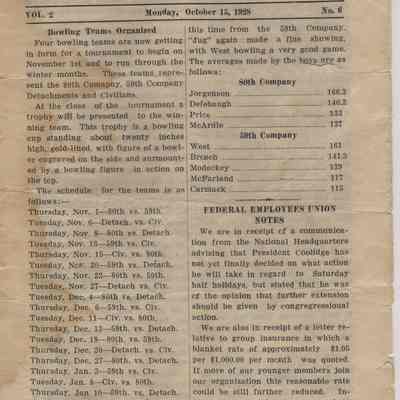 VOL. 2 Monday, October 15, 1928 No. 6
Bowling Teams Organized
Four bowling teams are now getting
in form for a tournament to begin on
November 1st and to run through the
winter months. These teams repre-
sent the 80th Comapny, 59th Company
Detachments and Civilians.
At the close of the tournament a
trophy will be presented to the win-
ning team. This trophy is a bowling
cup standing about twenty inches
high, gold-lined, with figure of a bowl-
er engraved on the side and surmount-
ed by a bowling figure in action on
the top.
The schedule for the teams is as
follows:
Thursday, Nov. 1—80th vs. 59th.
Tuesday, Nov. 6—Detach. vs. Civ.
Thursday, Nov. 8—80th vs. Detach.
Tuesday, Nov. 13—59th vs. Civ.
Thursday, Nov. 15—Civ. vs. 80th.
Tuesday, Nov. 20—59th vs. Detach.
Thursday, Nov. 22—80th vs. 59th.
Tuesday, Nov. 27—Detach vs. Civ.
Tuesday, Dec. 4—80th vs. Detach.
Thursday, Dec. 6—59th vs. Civ.
Tuesday, Dec. 11—Civ. vs. 80th.
Thursday, Dec. 13—59th vs. Detach.
Tuesday, Dec. 18—80th vs. 59th.
Thursday, Dec. 20—Detach vs. Civ.
Thursday, Dec. 27—80th vs. Detach.
Thursday, Jan. 3—59th vs. Civ.
Tuesday, Jan. 8—Civ. vs. 80th.
Thursday, Jan 10—59th vs. Detach.
this time from the 59th Company.
"Jug" again made a fine showing,
with West bowling a very good game.
The averages made by the boys are as
follows:
80th Company
Jorgenson 166.3
Defebaugh 146.3
Price
McArdle 127
59th Company
West 161
Breach 141.3
Mockey 129
McFarland 117
Carmack 115
FEDERAL EMPLOYEES UNION
NOTES
We are in receipt of a communica-
tion from the National Headquarters
advising that President Coolidge has
not yet finally decided on what action
he will take in regard to Saturday
half holidays, but stated that he was
of the opinion that further extension
should be given by congregressional
action.
We are also in receipt of a letter re-
lative to group insurance in which a
blanket rate of approximately $1.05
per $1,000.00 per month was quoted.
If more of our younger members join
our organization this reasonable rate
could be still further reduced. In-